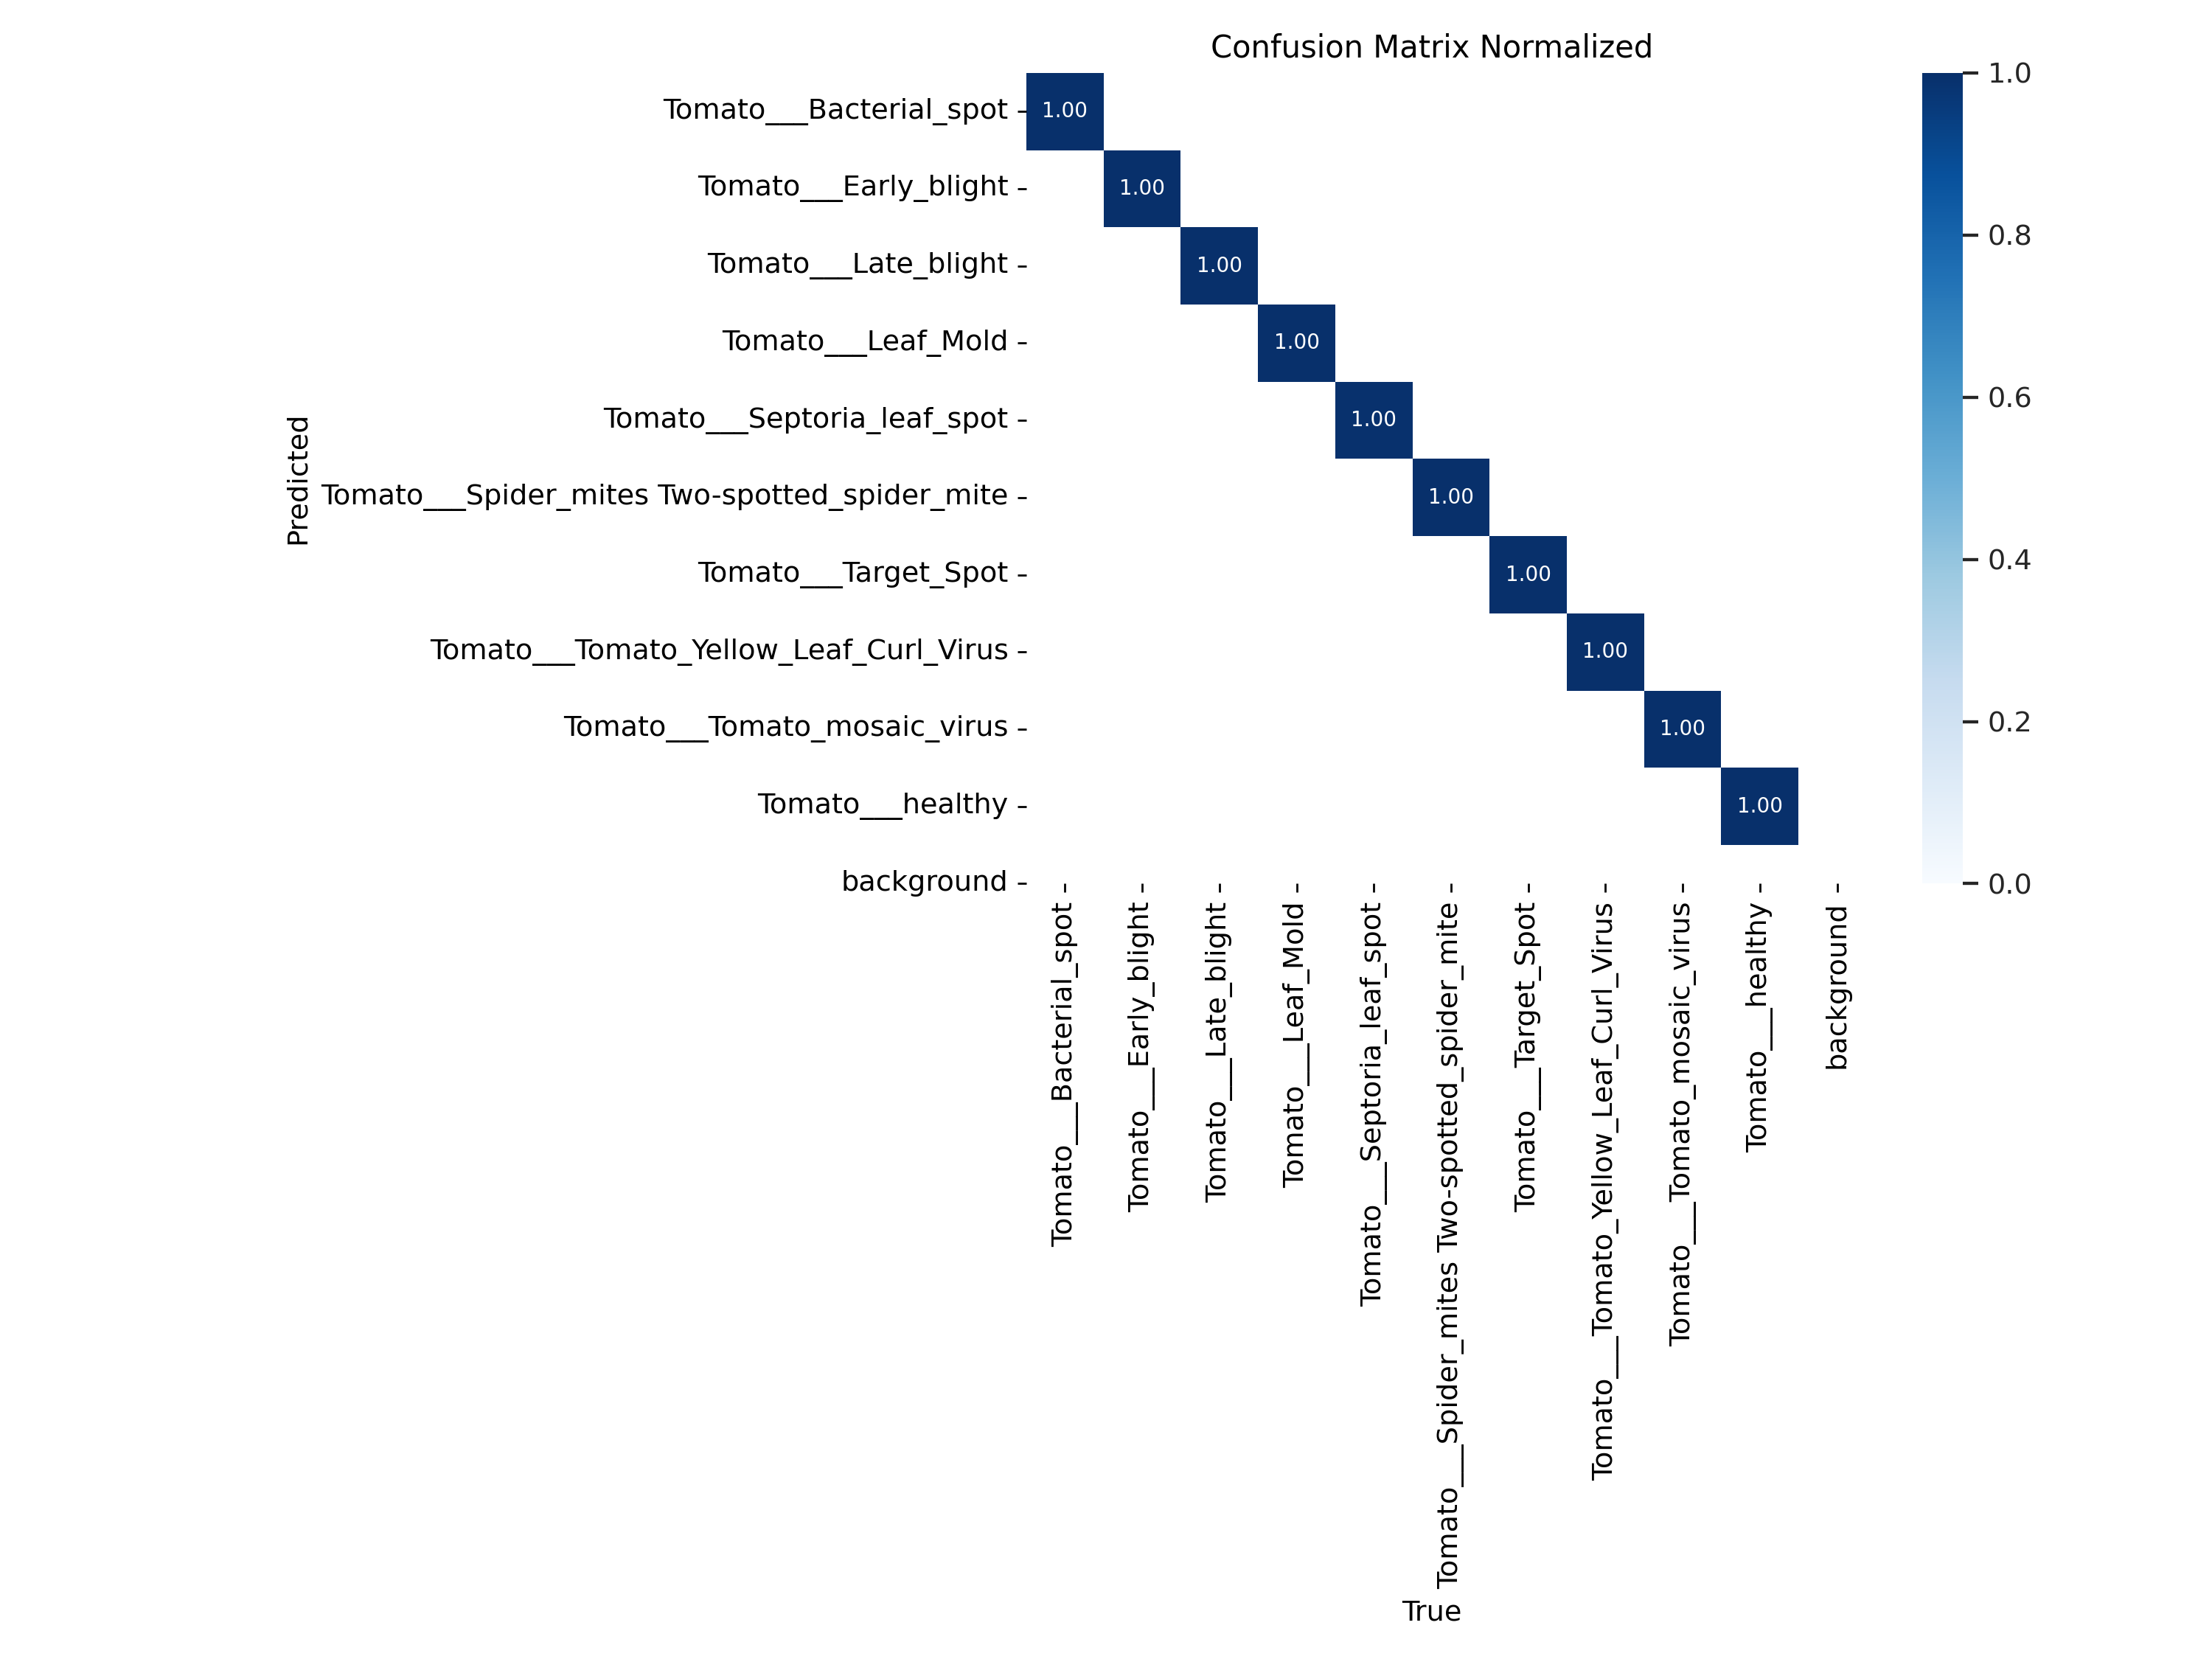 Confusion Matrix Normalized
Predicted
Tomato___Bacterial_spot
Tomato___Early_blight
Tomato___Late_blight
Tomato___Leaf_Mold
Tomato___Septoria_leaf_spot
Tomato___Spider_mites Two-spotted_spider_mite
Tomato___Target_Spot
Tomato___Tomato_Yellow_Leaf_Curl_Virus
Tomato___Tomato_mosaic_virus
Tomato___healthy
background
1.00
1.00
1.00
1.00
1.00
1.00
1.00
1.00
1.00
1.00
1.0
0.8
0.6
0.4
0.2
0.0
Tomato___Bacterial_spot
Tomato___Early_blight
Tomato___Late_blight
Tomato___Leaf_Mold
Tomato___Septoria_leaf_spot
Tomato___Spider_mites Two-spotted_spider_mite
Tomato___Target_Spot
Tomato___Tomato_Yellow_Leaf_Curl_Virus
Tomato___Tomato_mosaic_virus
Tomato___healthy
background
True